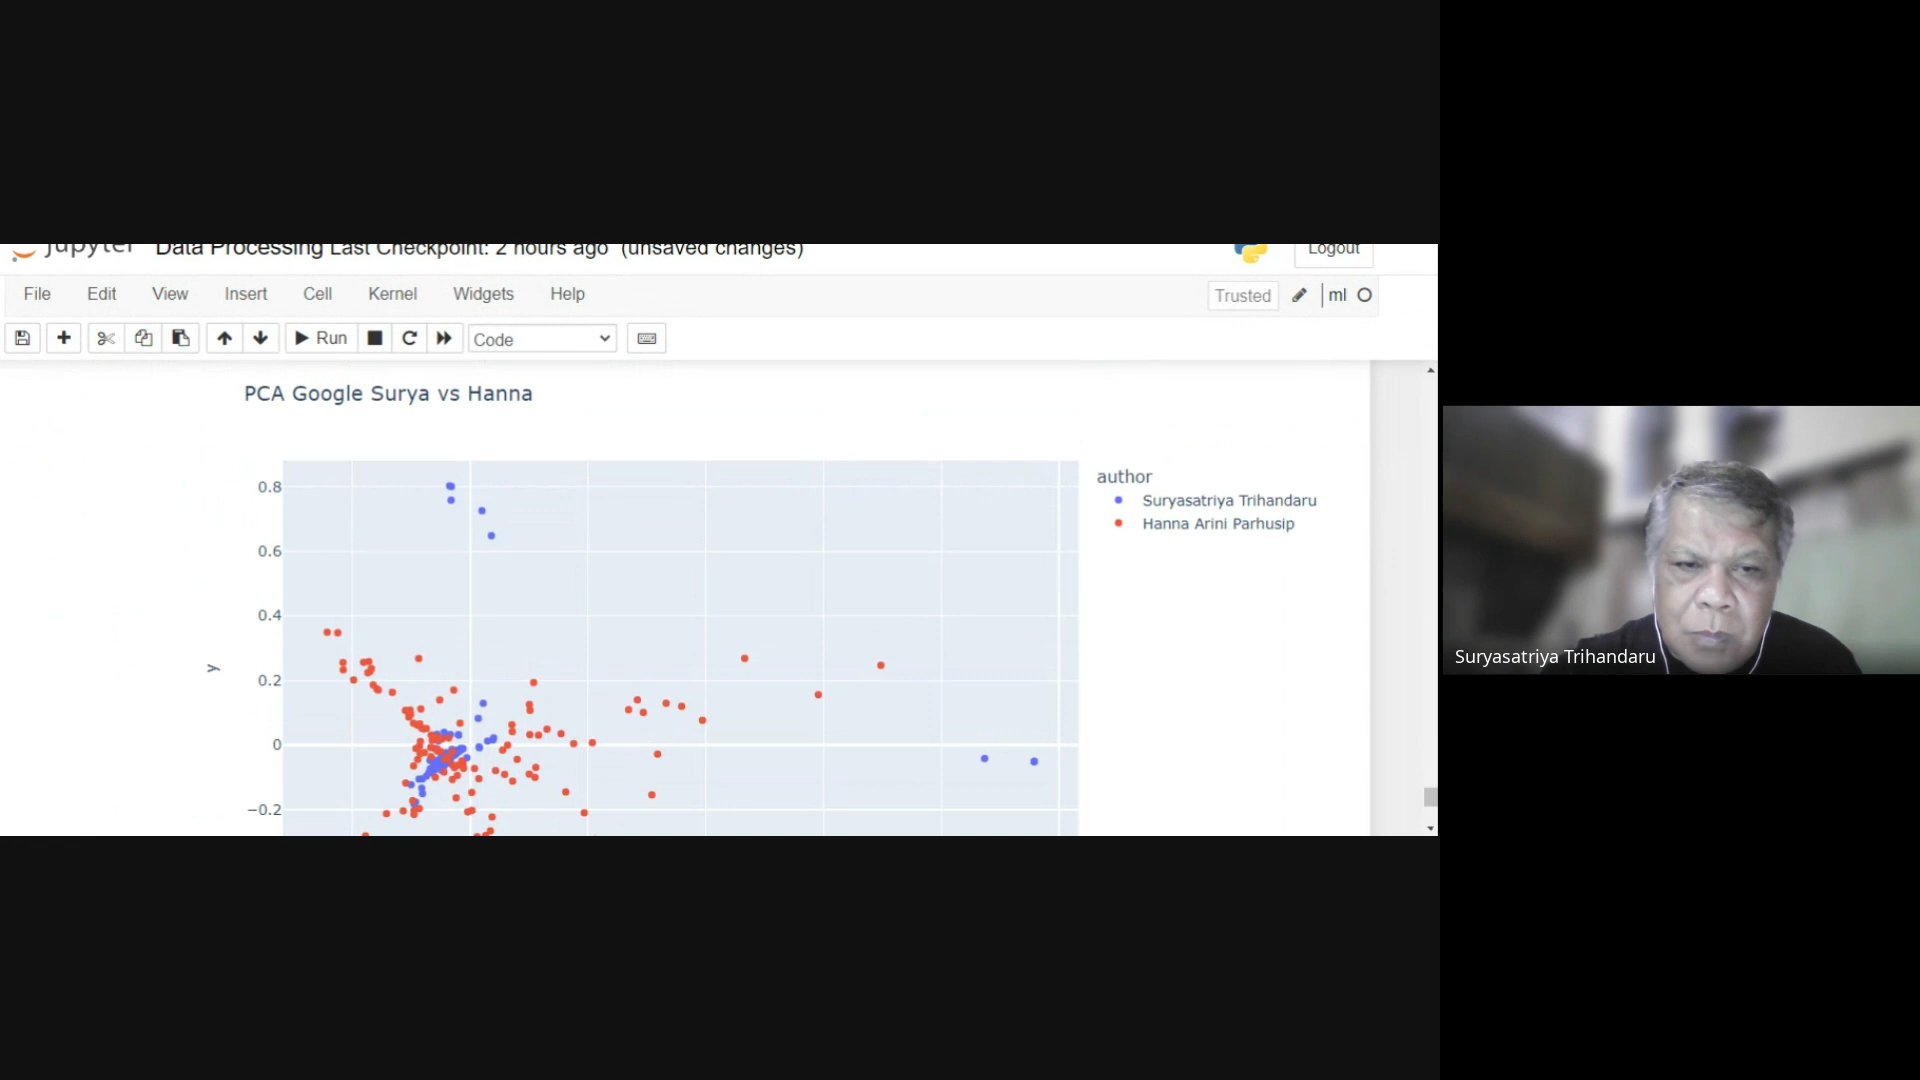 jupyter Data Processing Last Checkpoint: 2 hours ago (unsaved changes)
Logout
File Edit View Insert Cell Kernel Widgets Help
Trusted
ml
Run
Code
PCA Google Surya vs Hanna
author
Suryasatriya Trihandaru
Hanna Arini Parhusip
0.8
0.6
0.4
0.2
0
−0.2
y
Suryasatriya Trihandaru